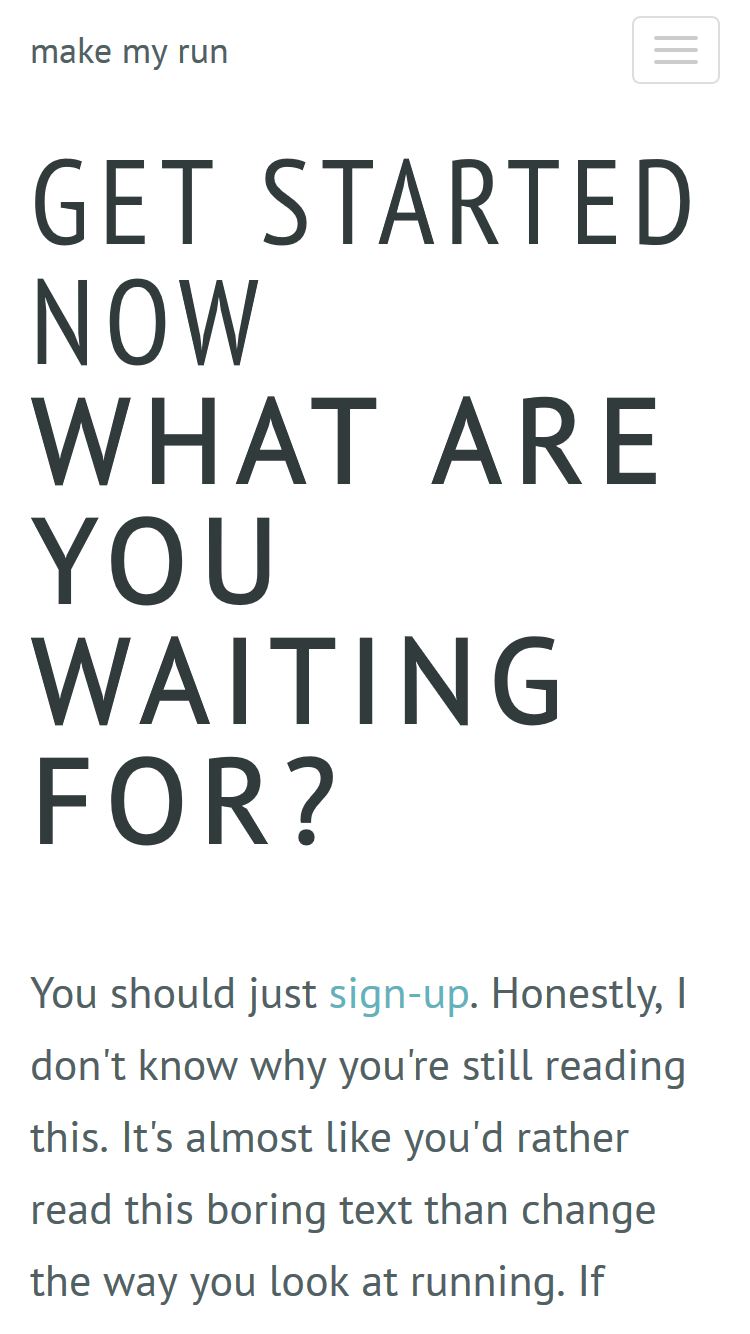 make my run
GET STARTED
NOW
WHAT ARE
YOU
WAITING
FOR?
You should just sign-up. Honestly, I
don't know why you're still reading
this. It's almost like you'd rather
read this boring text than change
the way you look at running. If